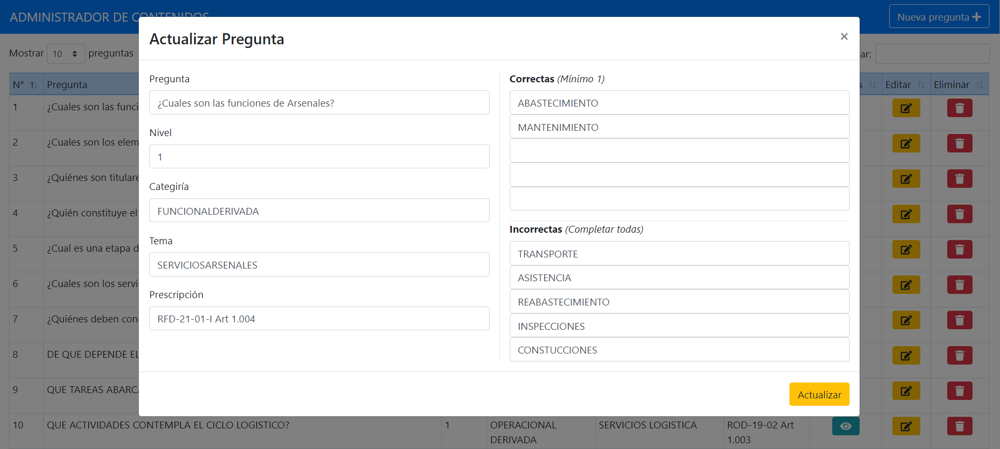 ADMINISTRADOR DE CONTENIDOS
Nueva pregunta
Actualizar Pregunta
×
Mostrar 10 preguntas
ar:
N° Pregunta
s Editar Eliminar
Pregunta
¿Cuales son las funciones de Arsenales?
Nivel
1
Categiría
FUNCIONALDERIVADA
Tema
SERVICIOSARSENALES
Prescripción
RFD-21-01-I Art 1.004
Correctas (Mínimo 1)
ABASTECIMIENTO
MANTENIMIENTO
Incorrectas (Completar todas)
TRANSPORTE
ASISTENCIA
REABASTECIMIENTO
INSPECCIONES
CONSTUCCIONES
Actualizar
1 ¿Cuales son las funci
2 ¿Cuales son los elem
3 ¿Quiénes son titulare
4 ¿Quién constituye el
5 ¿Cual es una etapa d
6 ¿Cuales son los servi
7 ¿Quiénes deben con
8 DE QUE DEPENDE EL
9 QUE TAREAS ABARCA
10 QUE ACTIVIDADES CONTEMPLA EL CICLO LOGISTICO? 1 OPERACIONAL SERVICIOS LOGISTICA ROD-19-02 Art
DERIVADA 1.003